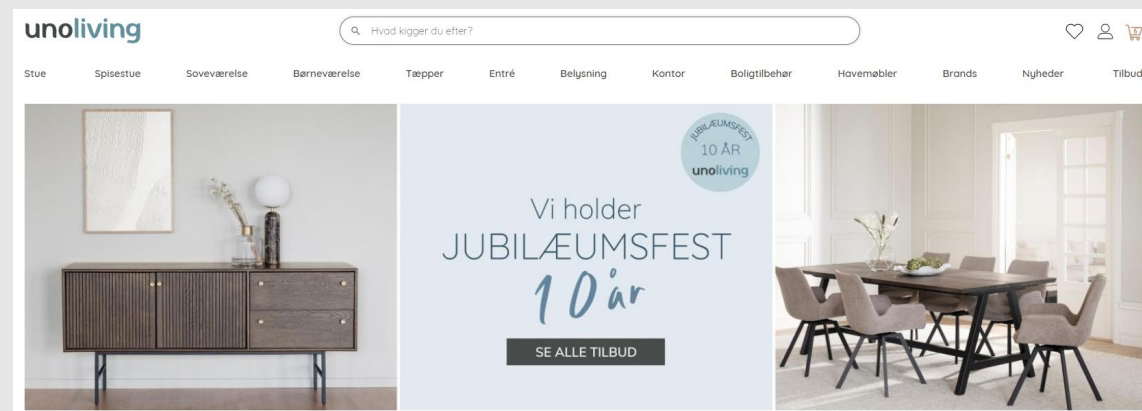 unoliving
Hvad kigger du efter?
0
Stue Spisestue Soveværelse Børneværelse Tæpper Entré Belysning Kontor Boligtilbehør Havemøbler Brands Nyheder Tilbud
JUBILÆUMSFEST
10 ÅR
unoliving
Vi holder
JUBILÆUMSFEST
10 år
SE ALLE TILBUD